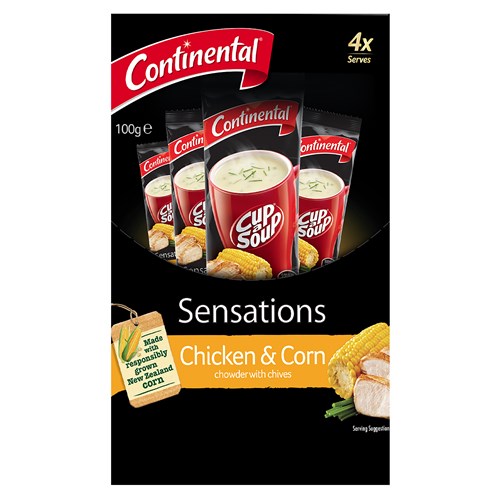 Continental
4x
Serves
100g e
Continental
Continental
Continental
Cup
a
Soup
Cup
a
Soup
Cup
a
Soup
Sensations
Made
with
responsibly
grown
New Zealand
corn
Chicken & Corn
chowder with chives
Serving Suggestion